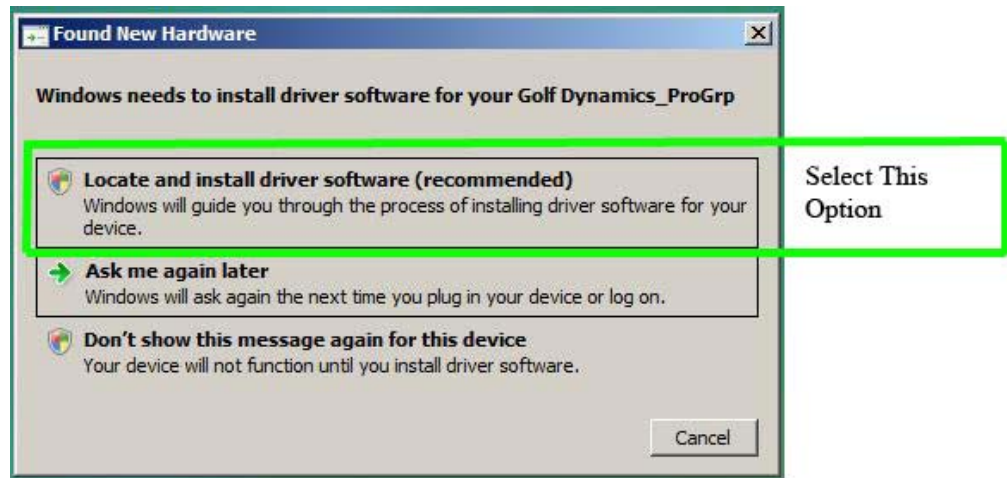 Found New Hardware
Windows needs to install driver software for your Golf Dynamics_ProGrp
Locate and install driver software (recommended)
Windows will guide you through the process of installing driver software for your
device.
Select This
Option
Ask me again later
Windows will ask again the next time you plug in your device or log on.
Don't show this message again for this device
Your device will not function until you install driver software.
Cancel